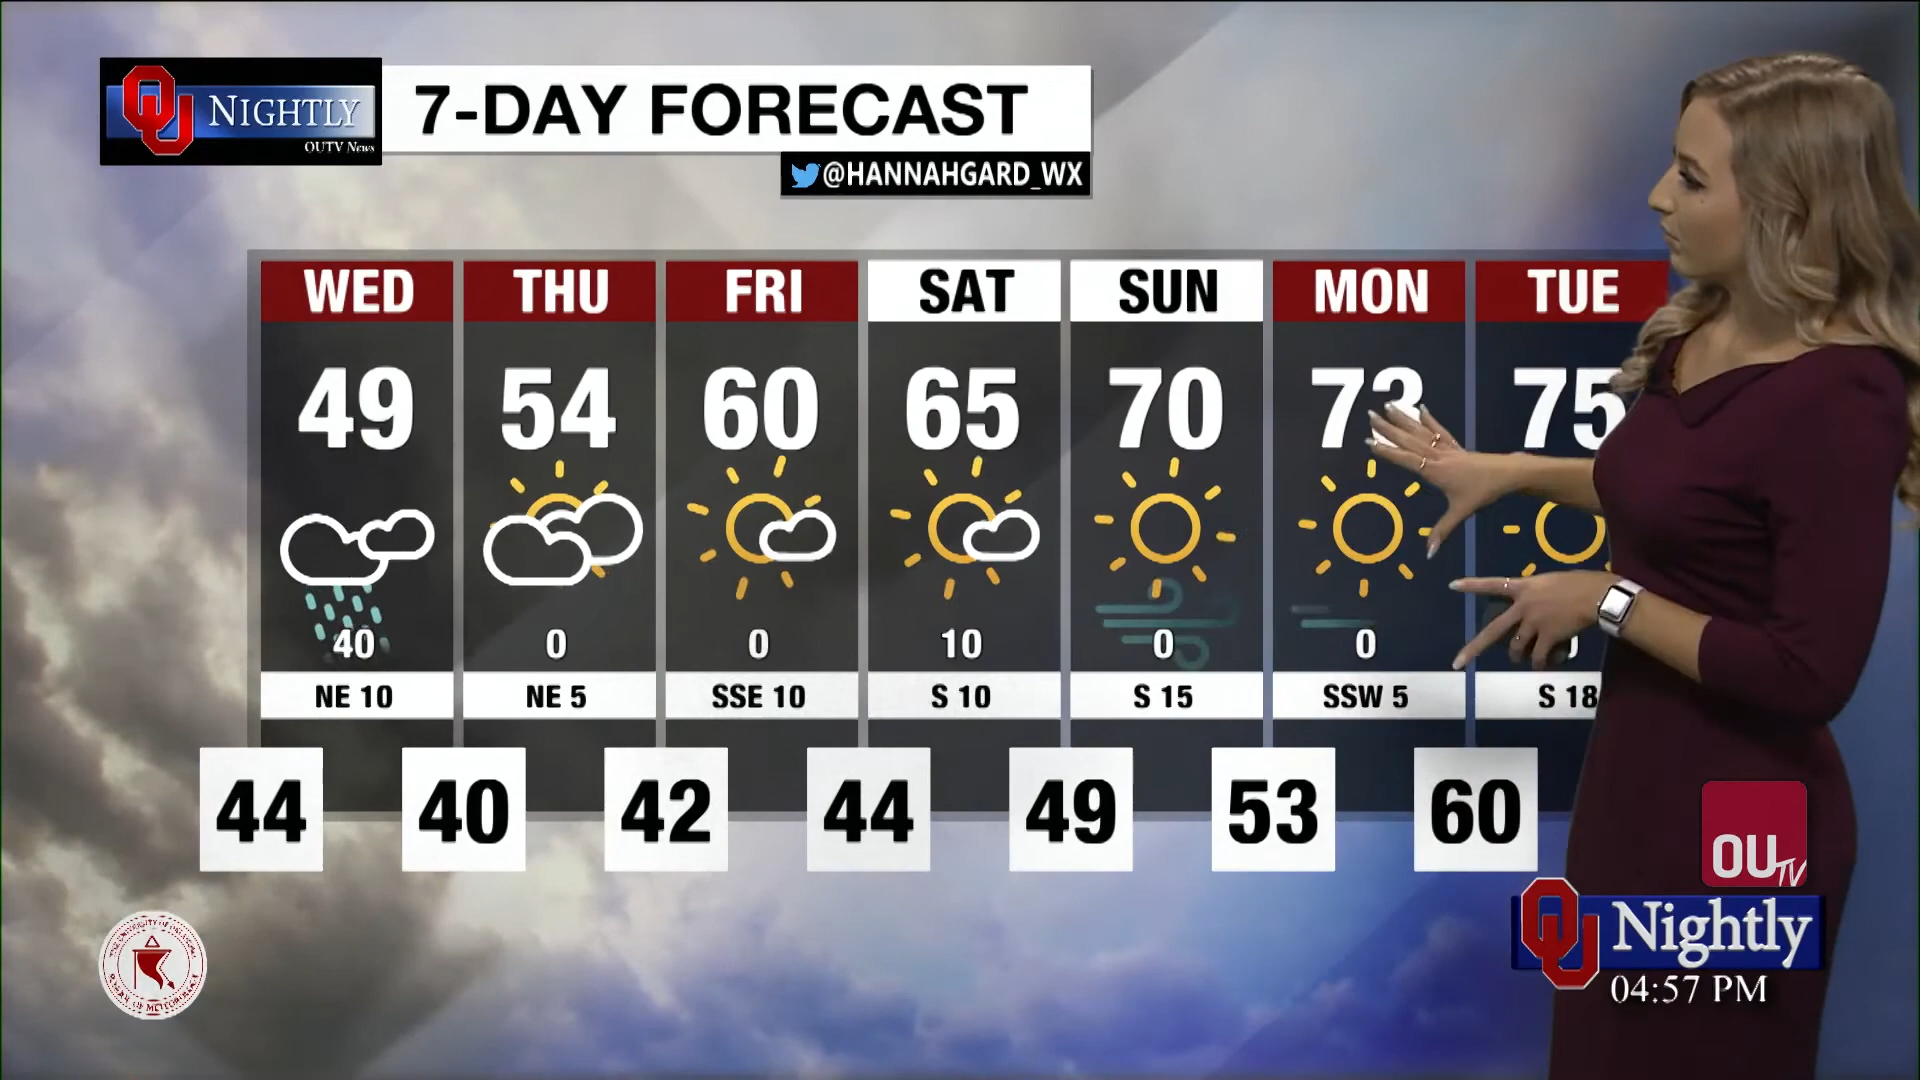 OU NIGHTLY
OUTV News
7-DAY FORECAST
@HANNAHGARD_WX
WED THU FRI SAT SUN MON TUE
49 54 60 65 70 73 75
40 0 0 10 0 0
NE 10 NE 5 SSE 10 S 10 S 15 SSW 5 S 18
44 40 42 44 49 53 60
OUTV
OU Nightly
04:57 PM